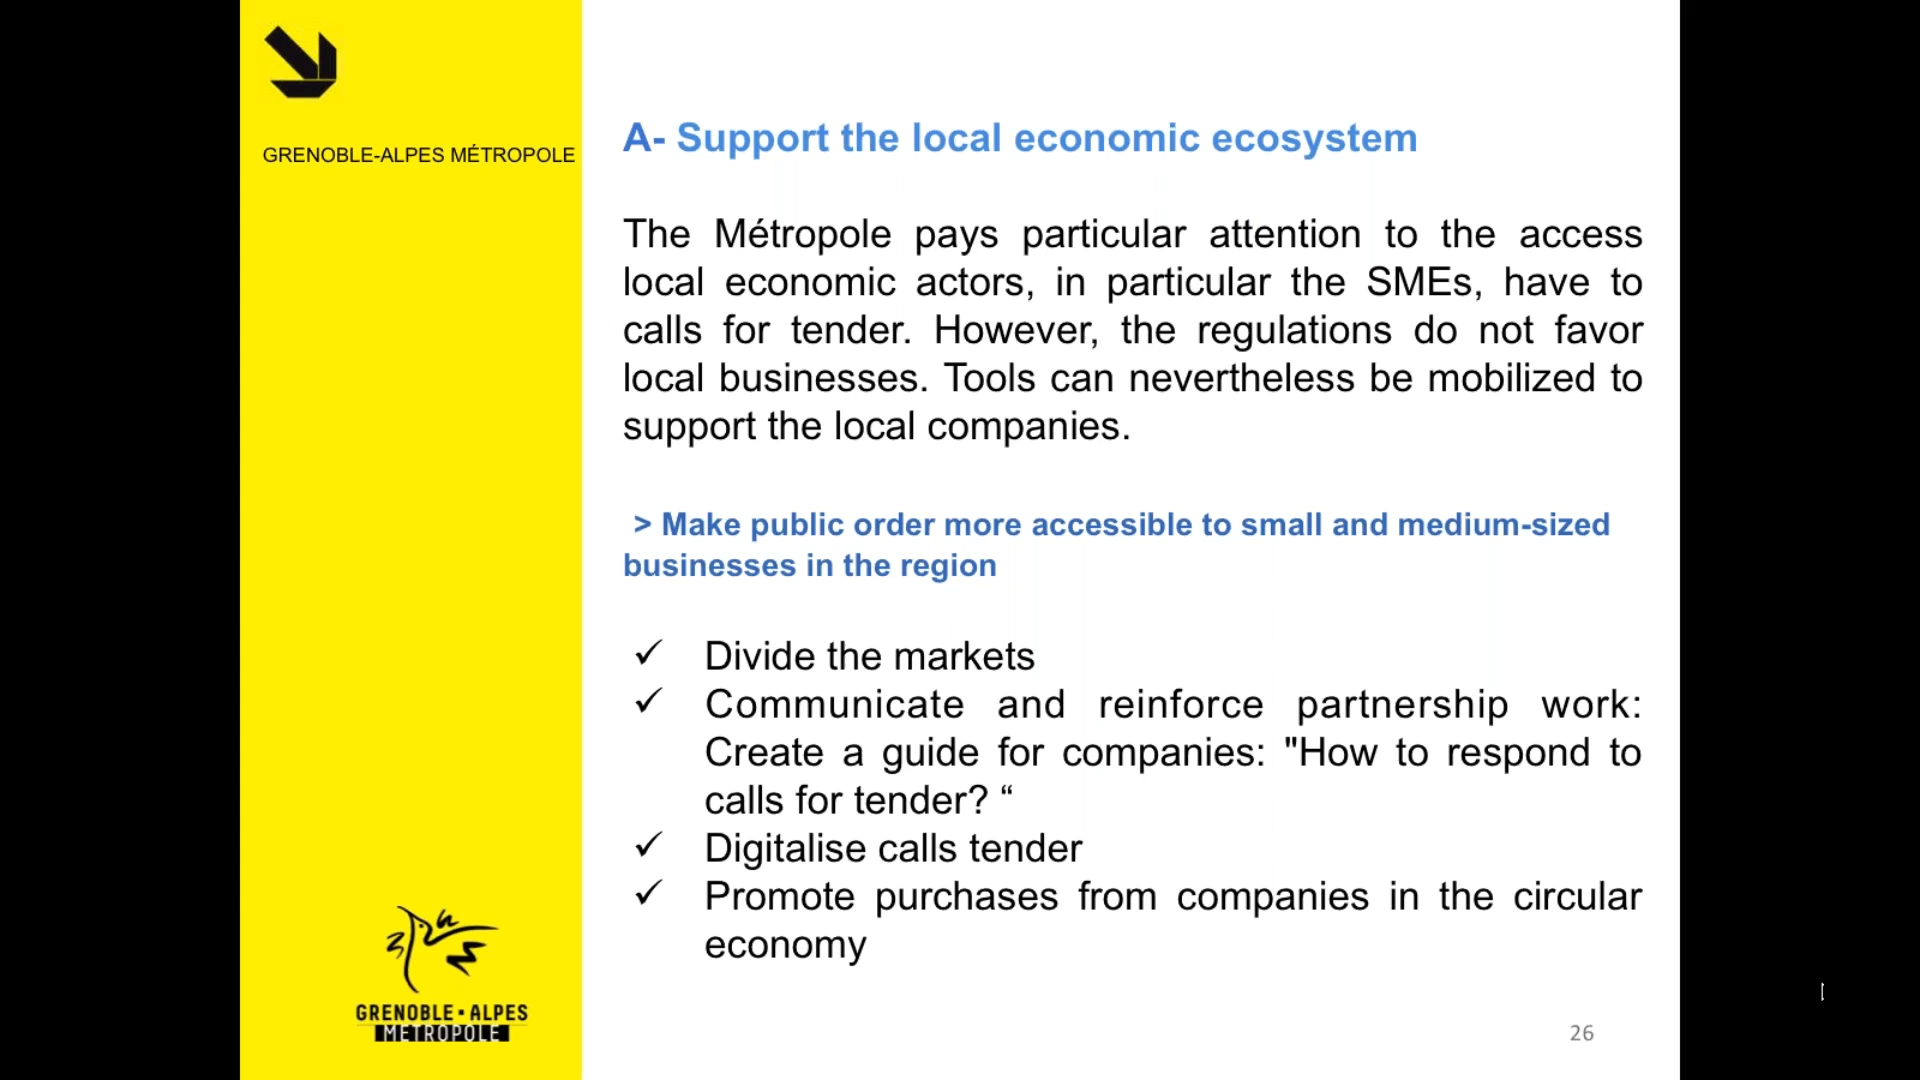 GRENOBLE-ALPES MÉTROPOLE
A- Support the local economic ecosystem
The Métropole pays particular attention to the access
local economic actors, in particular the SMEs, have to
calls for tender. However, the regulations do not favor
local businesses. Tools can nevertheless be mobilized to
support the local companies.
> Make public order more accessible to small and medium-sized
businesses in the region
✓ Divide the markets
✓ Communicate and reinforce partnership work:
Create a guide for companies: "How to respond to
calls for tender? “
✓ Digitalise calls tender
✓ Promote purchases from companies in the circular
economy
GRENOBLE·ALPES
METROPOLE
26